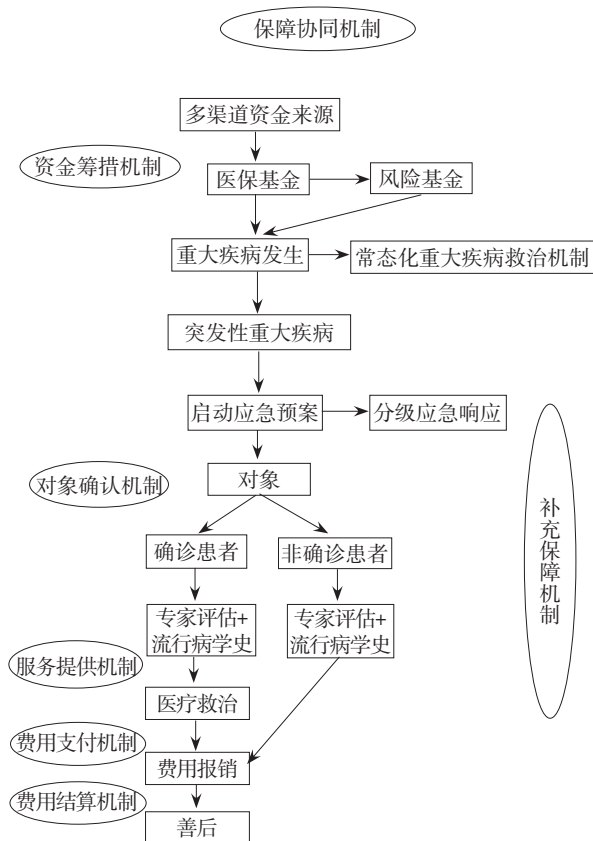 保障协同机制
多渠道资金来源
资金筹措机制
医保基金
风险基金
重大疾病发生
常态化重大疾病救治机制
突发性重大疾病
启动应急预案
分级应急响应
对象确认机制
对象
补充保障机制
确诊患者
非确诊患者
专家评估+
流行病学史
专家评估+
流行病学史
服务提供机制
医疗救治
费用支付机制
费用报销
费用结算机制
善后